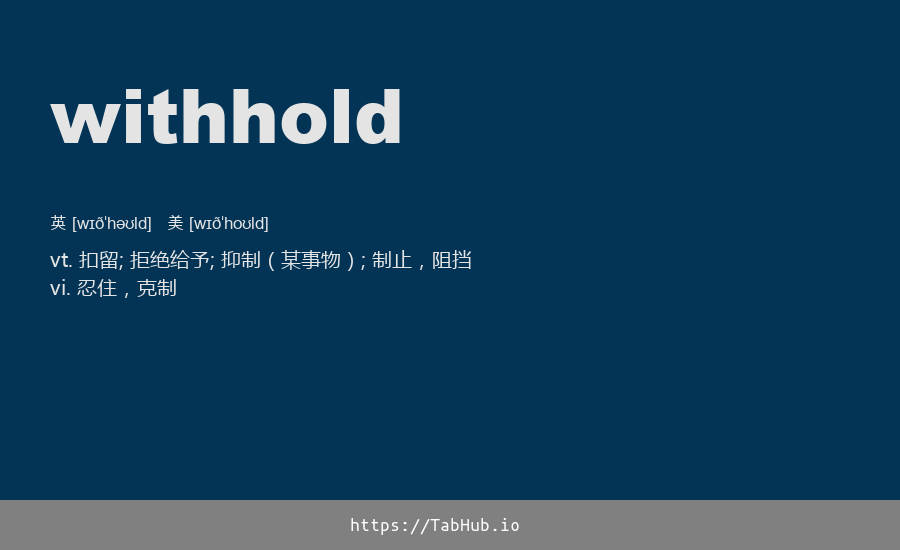 withhold
英 [wɪðˈhəʊld] 美 [wɪðˈhoʊld]
vt. 扣留; 拒绝给予; 抑制（某事物）; 制止，阻挡
vi. 忍住，克制
https://TabHub.io